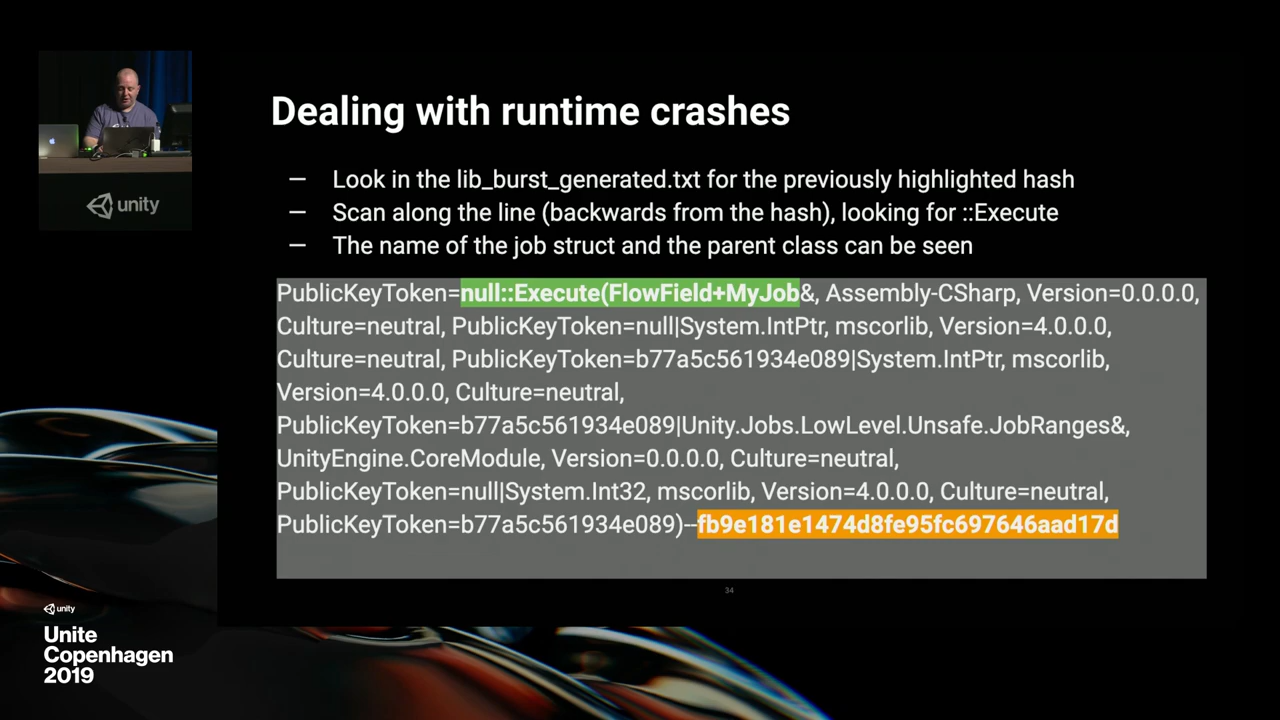 unity
Dealing with runtime crashes
— Look in the lib_burst_generated.txt for the previously highlighted hash
— Scan along the line (backwards from the hash), looking for ::Execute
— The name of the job struct and the parent class can be seen
PublicKeyToken=null::Execute(FlowField+MyJob&, Assembly-CSharp, Version=0.0.0.0,
Culture=neutral, PublicKeyToken=null|System.IntPtr, mscorlib, Version=4.0.0.0,
Culture=neutral, PublicKeyToken=b77a5c561934e089|System.IntPtr, mscorlib,
Version=4.0.0.0, Culture=neutral,
PublicKeyToken=b77a5c561934e089|Unity.Jobs.LowLevel.Unsafe.JobRanges&,
UnityEngine.CoreModule, Version=0.0.0.0, Culture=neutral,
PublicKeyToken=null|System.Int32, mscorlib, Version=4.0.0.0, Culture=neutral,
PublicKeyToken=b77a5c561934e089)--fb9e181e1474d8fe95fc697646aad17d
34
unity
Unite
Copenhagen
2019